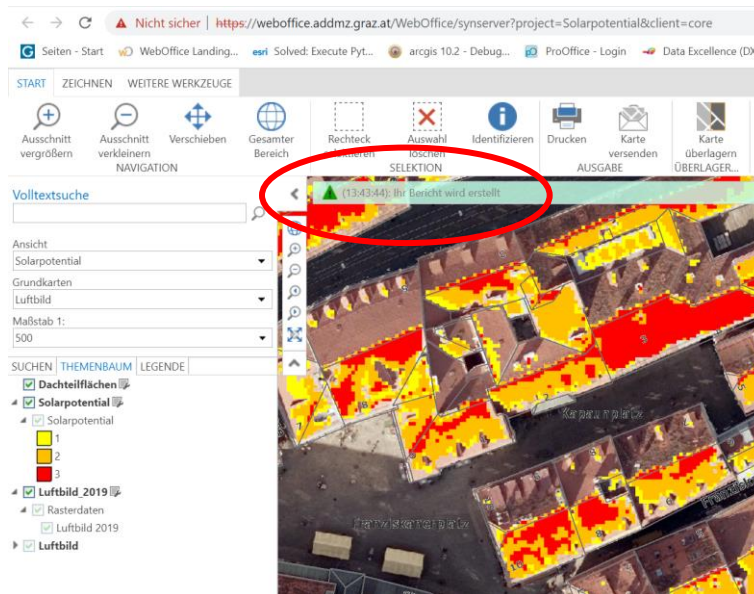 Nicht sicher | https://weboffice.addmz.graz.at/WebOffice/synserver?project=Solarpotential&client=core
Seiten - Start WebOffice Landing... esri Solved: Execute Pyt... arcgis 10.2 - Debug... ProOffice - Login Data Excellence (DX
START ZEICHNEN WEITERE WERKZEUGE
Ausschnitt vergrößern
Ausschnitt verkleinern
Verschieben
Gesamter Bereich
NAVIGATION
Rechteck
Auswahl löschen
Identifizieren
SELEKTION
Drucken
Karte versenden
AUSGABE
Karte überlagern
ÜBERLAGER...
Volltextsuche
(13:43:44): Ihr Bericht wird erstellt
Ansicht
Solarpotential
Grundkarten
Luftbild
Maßstab 1:
500
SUCHEN THEMENBAUM LEGENDE
Dachteilflächen
Solarpotential
Solarpotential
1
2
3
Luftbild_2019
Rasterdaten
Luftbild 2019
Luftbild
Kapaunplatz
Franziskanerplatz